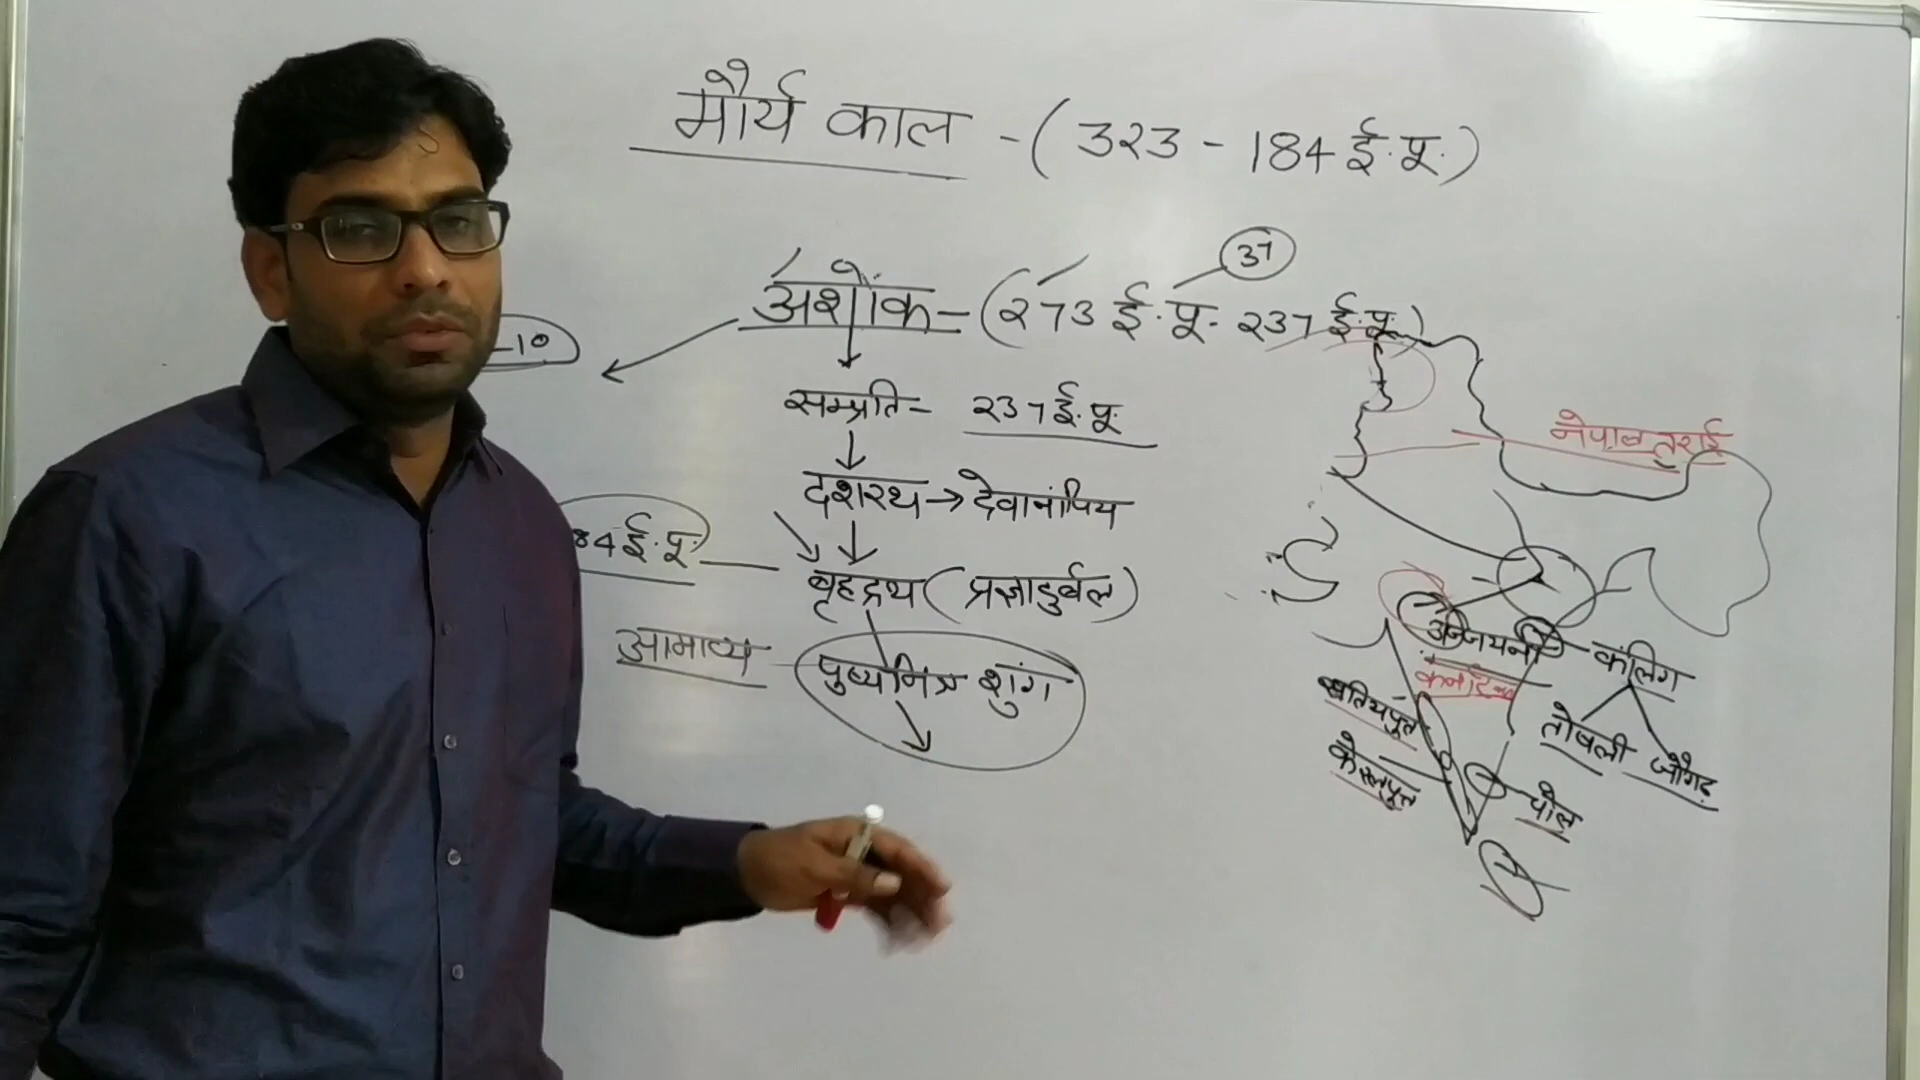 मौर्य काल - (323 - 184 ई.पू.)
37
अशोक - (273 ई.पू. - 237 ई.पू.)
-10
सम्प्रति - 237 ई.पू.
नेपाल तराई
दशरथ → देवानंपिय
84 ई.पू.
बृहद्रथ (प्रज्ञादुर्बल)
आमात्य
पुष्यमित्र शुंग
उज्जयनी
कलिंग
सतियपुत्त
तोषली
जौगढ़
केरलपुत्त
चोल